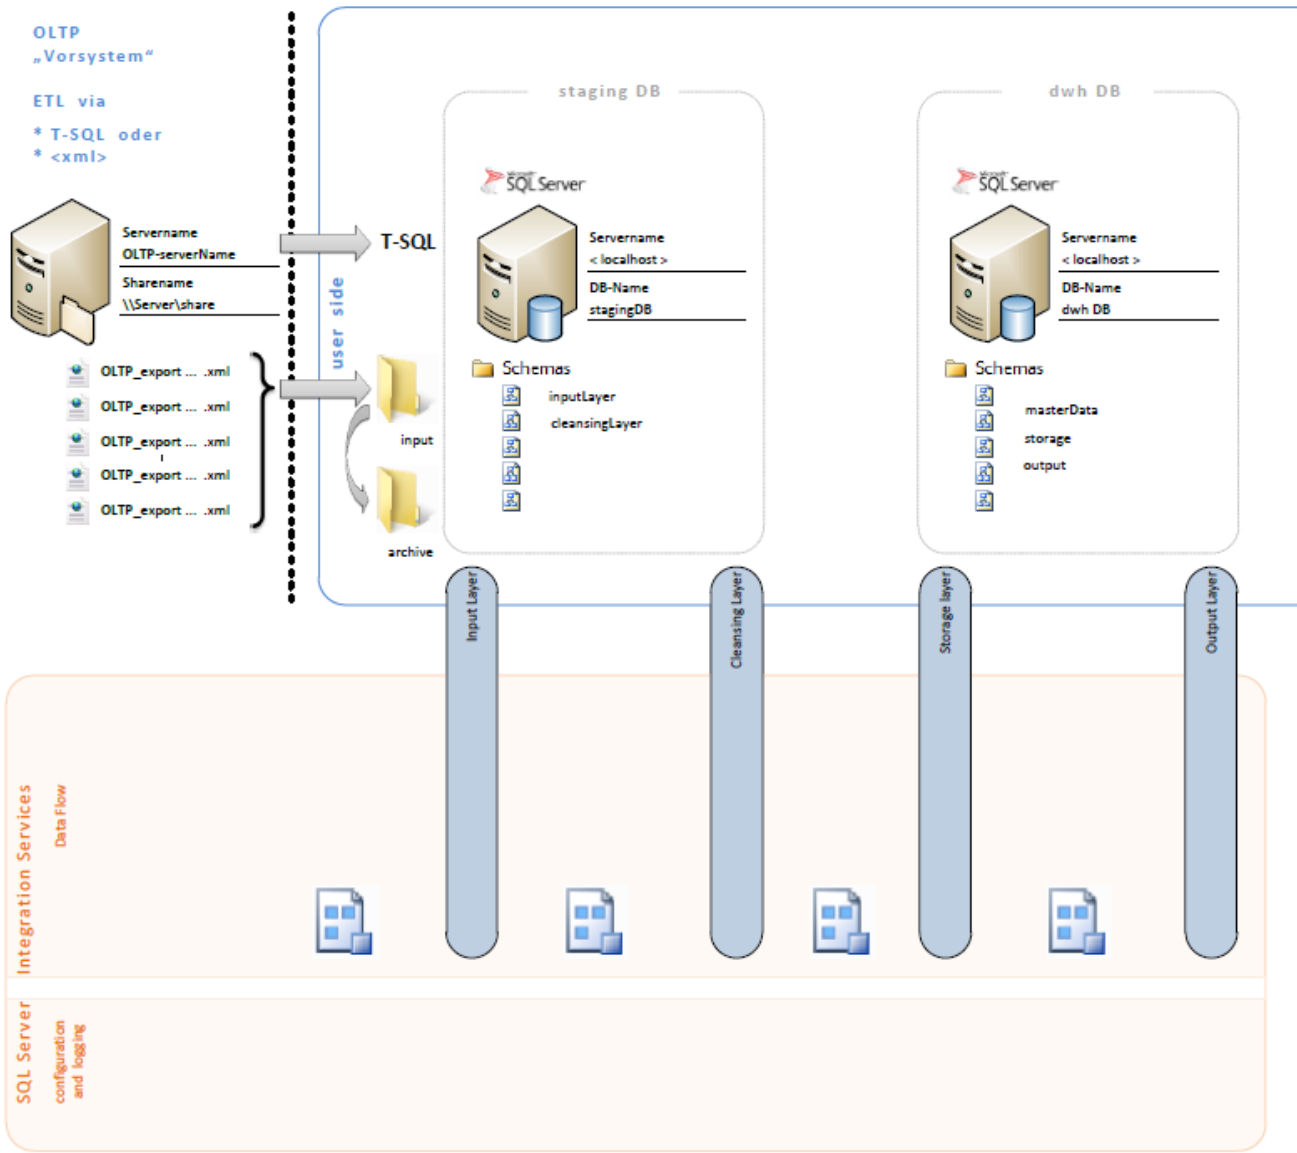 OLTP
„Vorsystem“
ETL via
* T-SQL oder
* <xml>
Servername
OLTP-serverName
Sharename
\\Server\share
OLTP_export ... .xml
OLTP_export ... .xml
OLTP_export ... .xml
OLTP_export ... .xml
OLTP_export ... .xml
user side
T-SQL
input
archive
staging DB
Microsoft
SQL Server
Servername
< localhost >
DB-Name
stagingDB
Schemas
inputLayer
cleansingLayer
dwh DB
Microsoft
SQL Server
Servername
< localhost >
DB-Name
dwh DB
Schemas
masterData
storage
output
Input Layer
Cleansing Layer
Storage layer
Output Layer
Integration Services
Data Flow
SQL Server
configuration
and logging